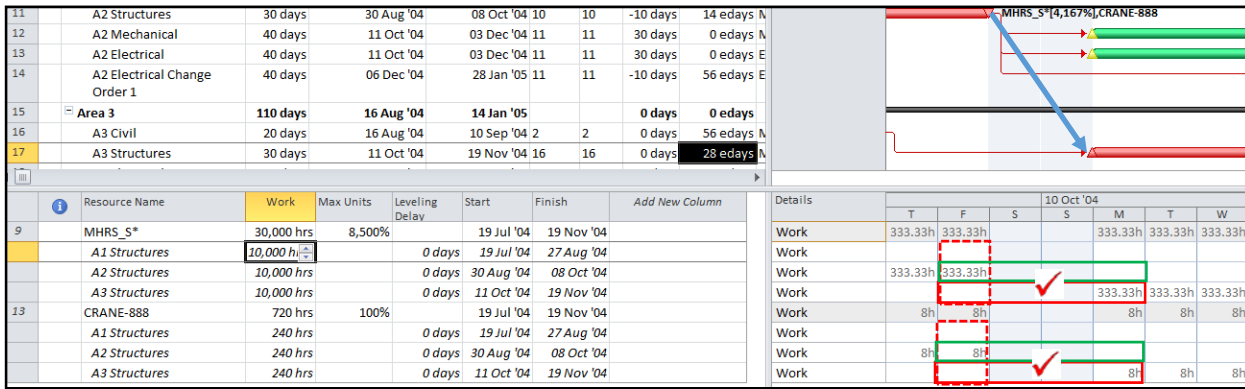 11 A2 Structures 30 days 30 Aug '04 08 Oct '04 10 10 -10 days 14 edays M MHRS_S*[4,167%],CRANE-888
12 A2 Mechanical 40 days 11 Oct '04 03 Dec '04 11 11 30 days 0 edays M
13 A2 Electrical 40 days 11 Oct '04 03 Dec '04 11 11 30 days 0 edays E
14 A2 Electrical Change 40 days 06 Dec '04 28 Jan '05 11 11 -10 days 56 edays E
Order 1
15 Area 3 110 days 16 Aug '04 14 Jan '05 0 days 0 edays
16 A3 Civil 20 days 16 Aug '04 10 Sep '04 2 2 0 days 56 edays M
17 A3 Structures 30 days 11 Oct '04 19 Nov '04 16 16 0 days 28 edays M
Resource Name Work Max Units Leveling Start Finish Add New Column Details 10 Oct '04
Delay T F S S M T W
9 MHRS_S* 30,000 hrs 8,500% 19 Jul '04 19 Nov '04 Work 333.33h 333.33h 333.33h 333.33h 333.33h
A1 Structures 10,000 hrs 0 days 19 Jul '04 27 Aug '04 Work
A2 Structures 10,000 hrs 0 days 30 Aug '04 08 Oct '04 Work 333.33h 333.33h
A3 Structures 10,000 hrs 0 days 11 Oct '04 19 Nov '04 Work 333.33h 333.33h 333.33h
13 CRANE-888 720 hrs 100% 19 Jul '04 19 Nov '04 Work 8h 8h 8h 8h 8h
A1 Structures 240 hrs 0 days 19 Jul '04 27 Aug '04 Work
A2 Structures 240 hrs 0 days 30 Aug '04 08 Oct '04 Work 8h 8h
A3 Structures 240 hrs 0 days 11 Oct '04 19 Nov '04 Work 8h 8h 8h